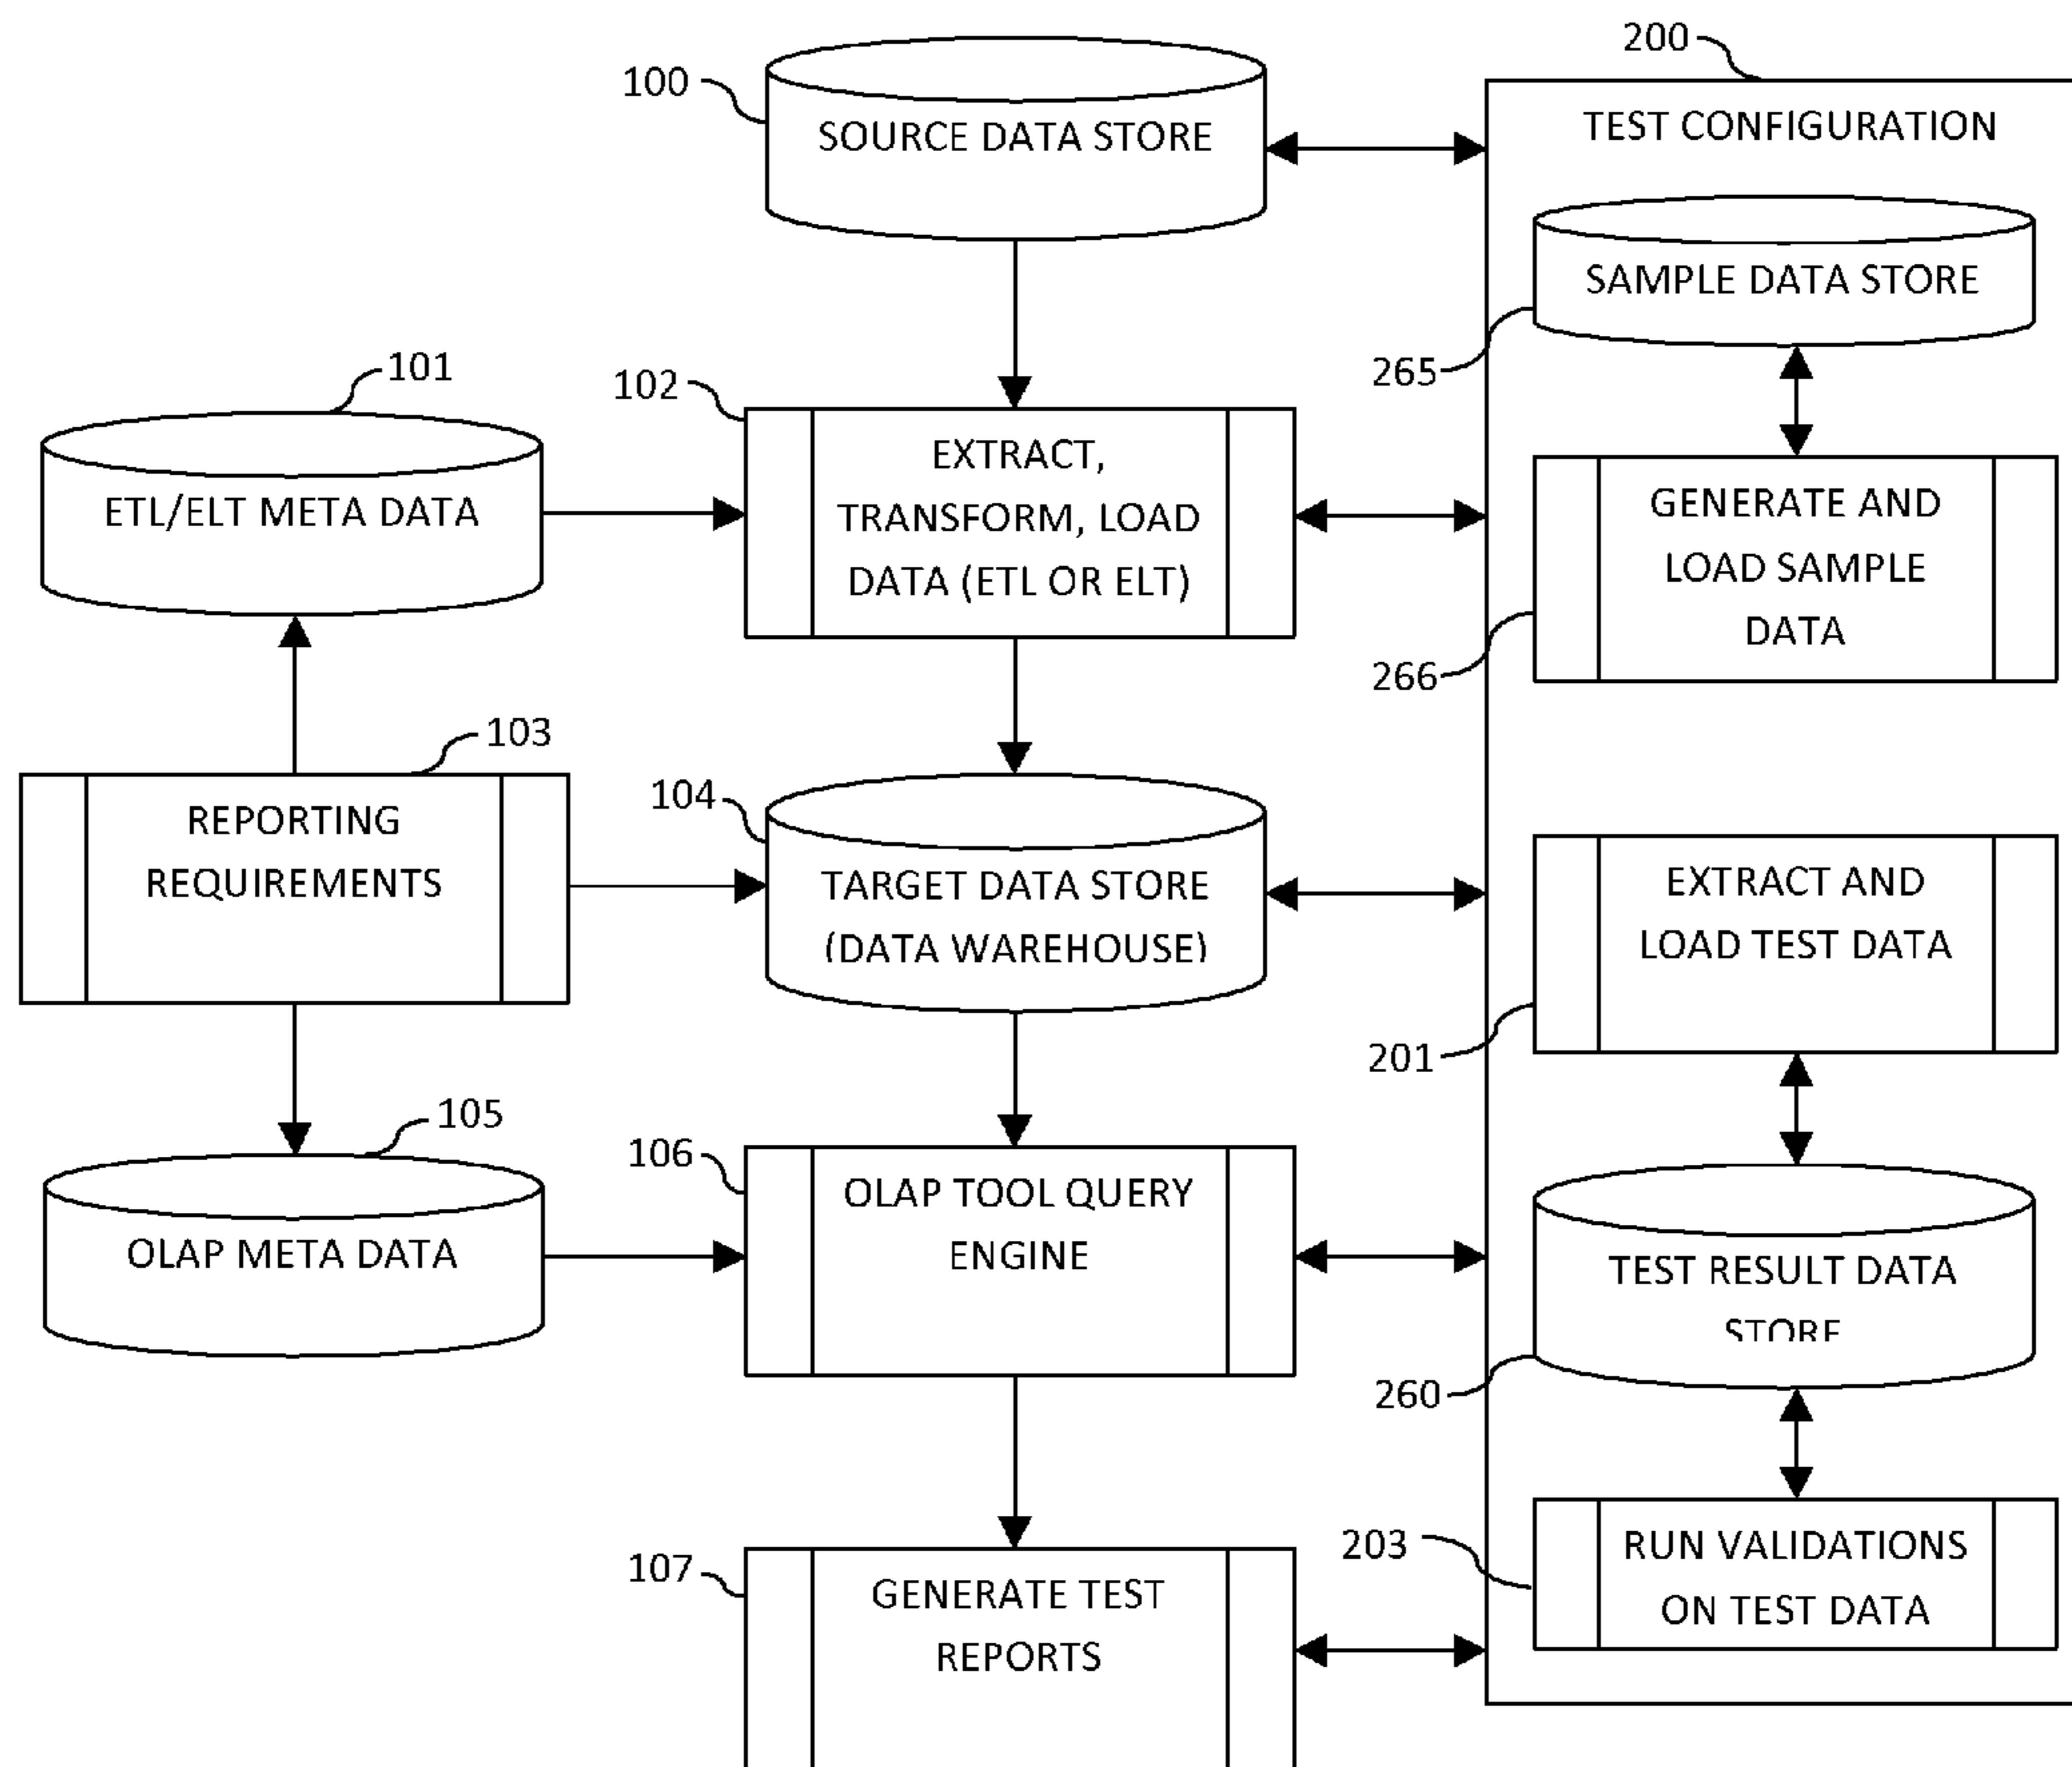 200
100
SOURCE DATA STORE
TEST CONFIGURATION
SAMPLE DATA STORE
265
101
ETL/ELT META DATA
102
EXTRACT,
TRANSFORM, LOAD
DATA (ETL OR ELT)
GENERATE AND
LOAD SAMPLE
DATA
266
103
REPORTING
REQUIREMENTS
104
TARGET DATA STORE
(DATA WAREHOUSE)
EXTRACT AND
LOAD TEST DATA
201
105
OLAP META DATA
106
OLAP TOOL QUERY
ENGINE
TEST RESULT DATA
STORE
260
107
GENERATE TEST
REPORTS
203
RUN VALIDATIONS
ON TEST DATA